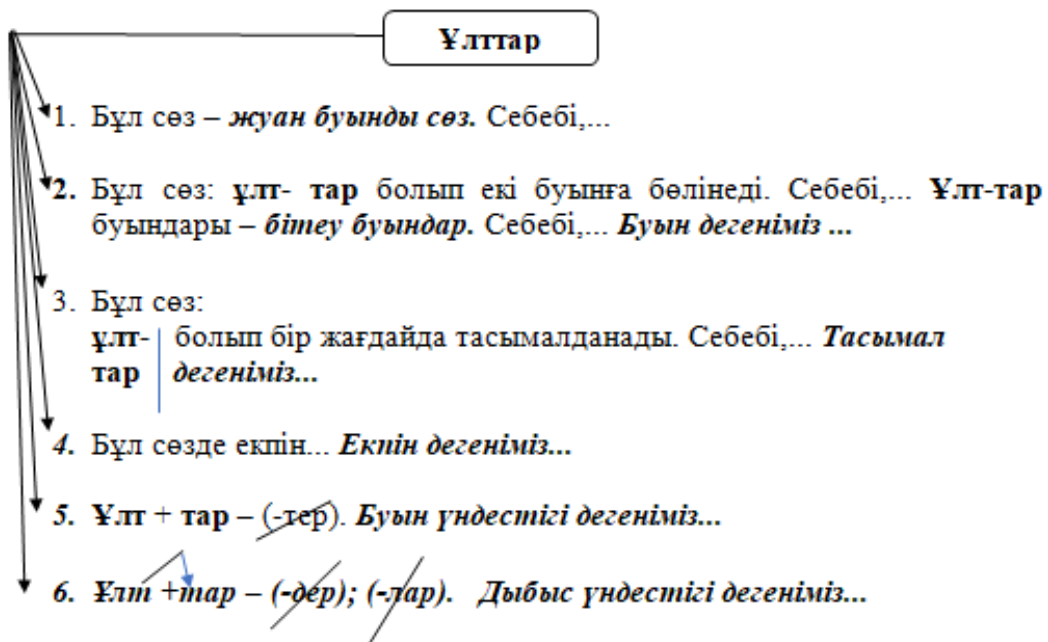 Ұлттар
1. Бұл сөз – жуан буынды сөз. Себебі,...
2. Бұл сөз: ұлт- тар болып екі буынға бөлінеді. Себебі,... Ұлт-тар
буындары – бітеу буындар. Себебі,... Буын дегеніміз ...
3. Бұл сөз:
ұлт- болып бір жағдайда тасымалданады. Себебі,... Тасымал
тар дегеніміз...
4. Бұл сөзде екпін... Екпін дегеніміз...
5. Ұлт + тар – (-тер). Буын үндестігі дегеніміз...
6. Ұлт +тар – (-дер); (-лар). Дыбыс үндестігі дегеніміз...